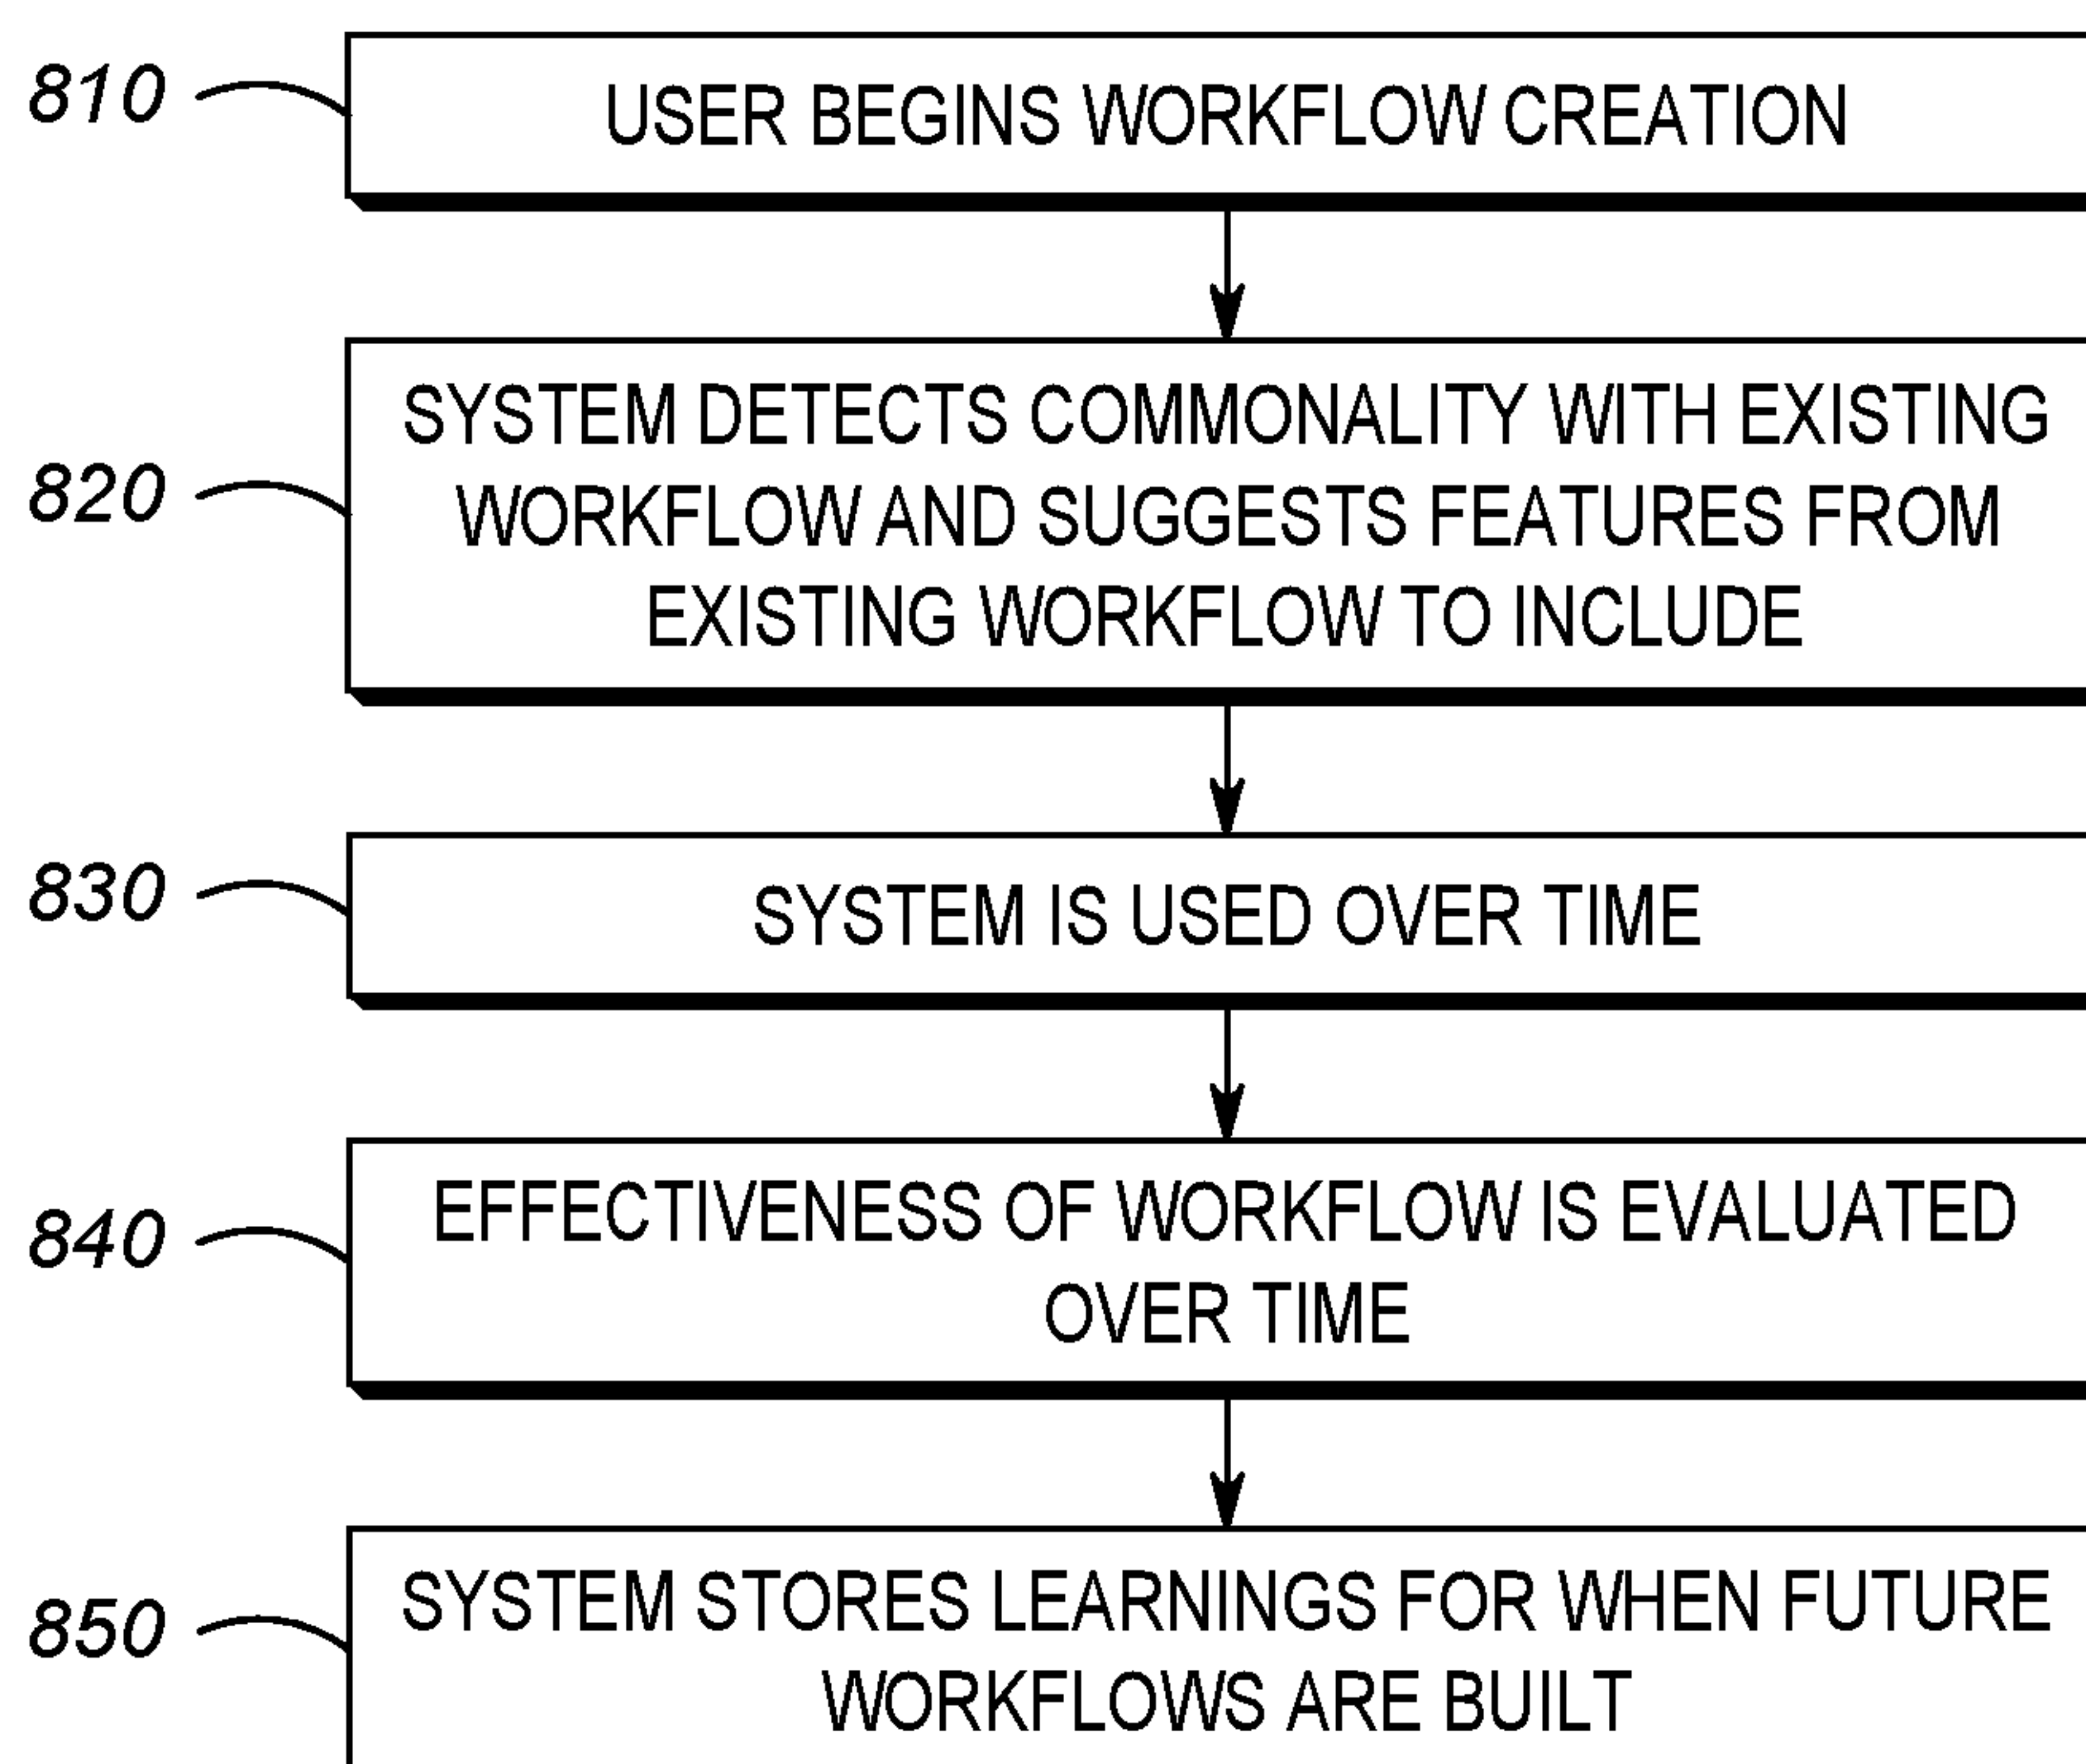 810
USER BEGINS WORKFLOW CREATION
820
SYSTEM DETECTS COMMONALITY WITH EXISTING
WORKFLOW AND SUGGESTS FEATURES FROM
EXISTING WORKFLOW TO INCLUDE
830
SYSTEM IS USED OVER TIME
840
EFFECTIVENESS OF WORKFLOW IS EVALUATED
OVER TIME
850
SYSTEM STORES LEARNINGS FOR WHEN FUTURE
WORKFLOWS ARE BUILT